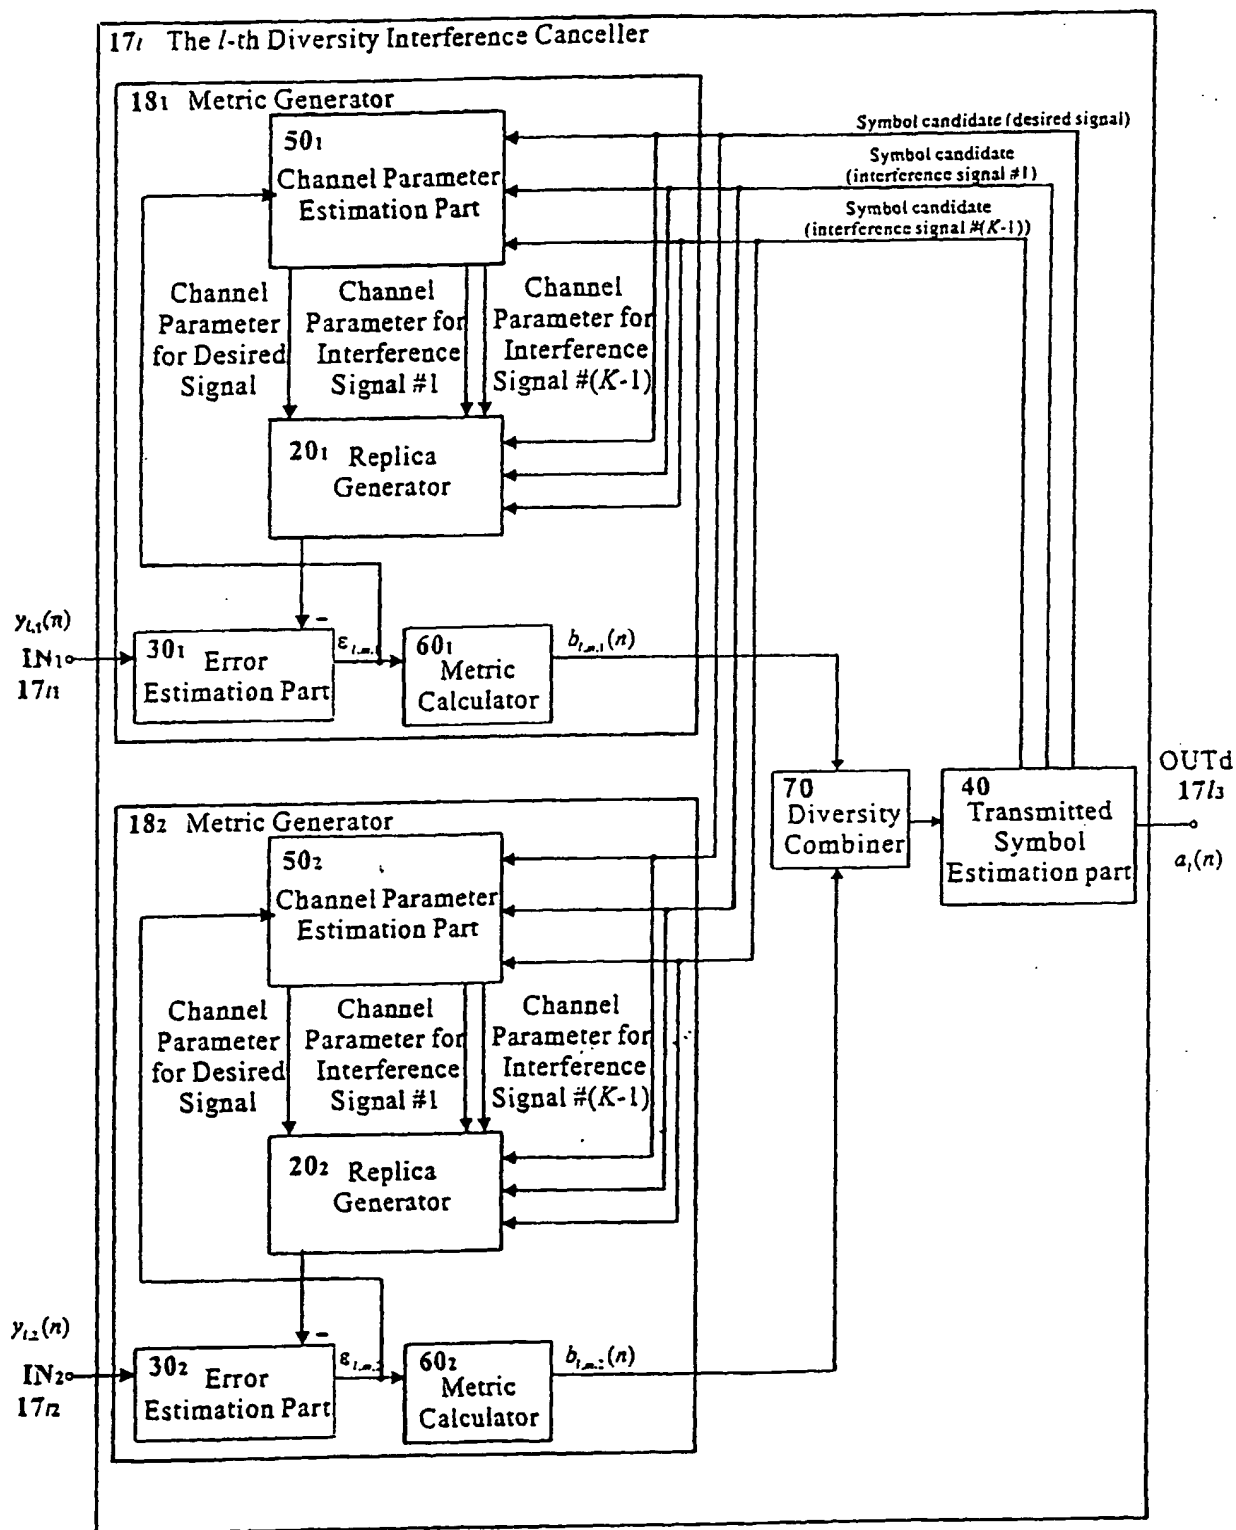 17l The l-th Diversity Interference Canceller
181 Metric Generator
501
Channel Parameter
Estimation Part
Symbol candidate (desired signal)
Symbol candidate
(interference signal #1)
Symbol candidate
(interference signal #(K-1))
Channel
Parameter
for Desired
Signal
Channel
Parameter for
Interference
Signal #1
Channel
Parameter for
Interference
Signal #(K-1)
201 Replica
Generator
yl,1(n)
IN1
17l1
-
301 Error
Estimation Part
εl,m,1
601
Metric
Calculator
bl,m,1(n)
70
Diversity
Combiner
40
Transmitted
Symbol
Estimation part
OUTd
17l3
al(n)
182 Metric Generator
502
Channel Parameter
Estimation Part
Channel
Parameter
for Desired
Signal
Channel
Parameter for
Interference
Signal #1
Channel
Parameter for
Interference
Signal #(K-1)
202 Replica
Generator
yl,2(n)
IN2
17l2
-
302 Error
Estimation Part
εl,m,2
602
Metric
Calculator
bl,m,2(n)